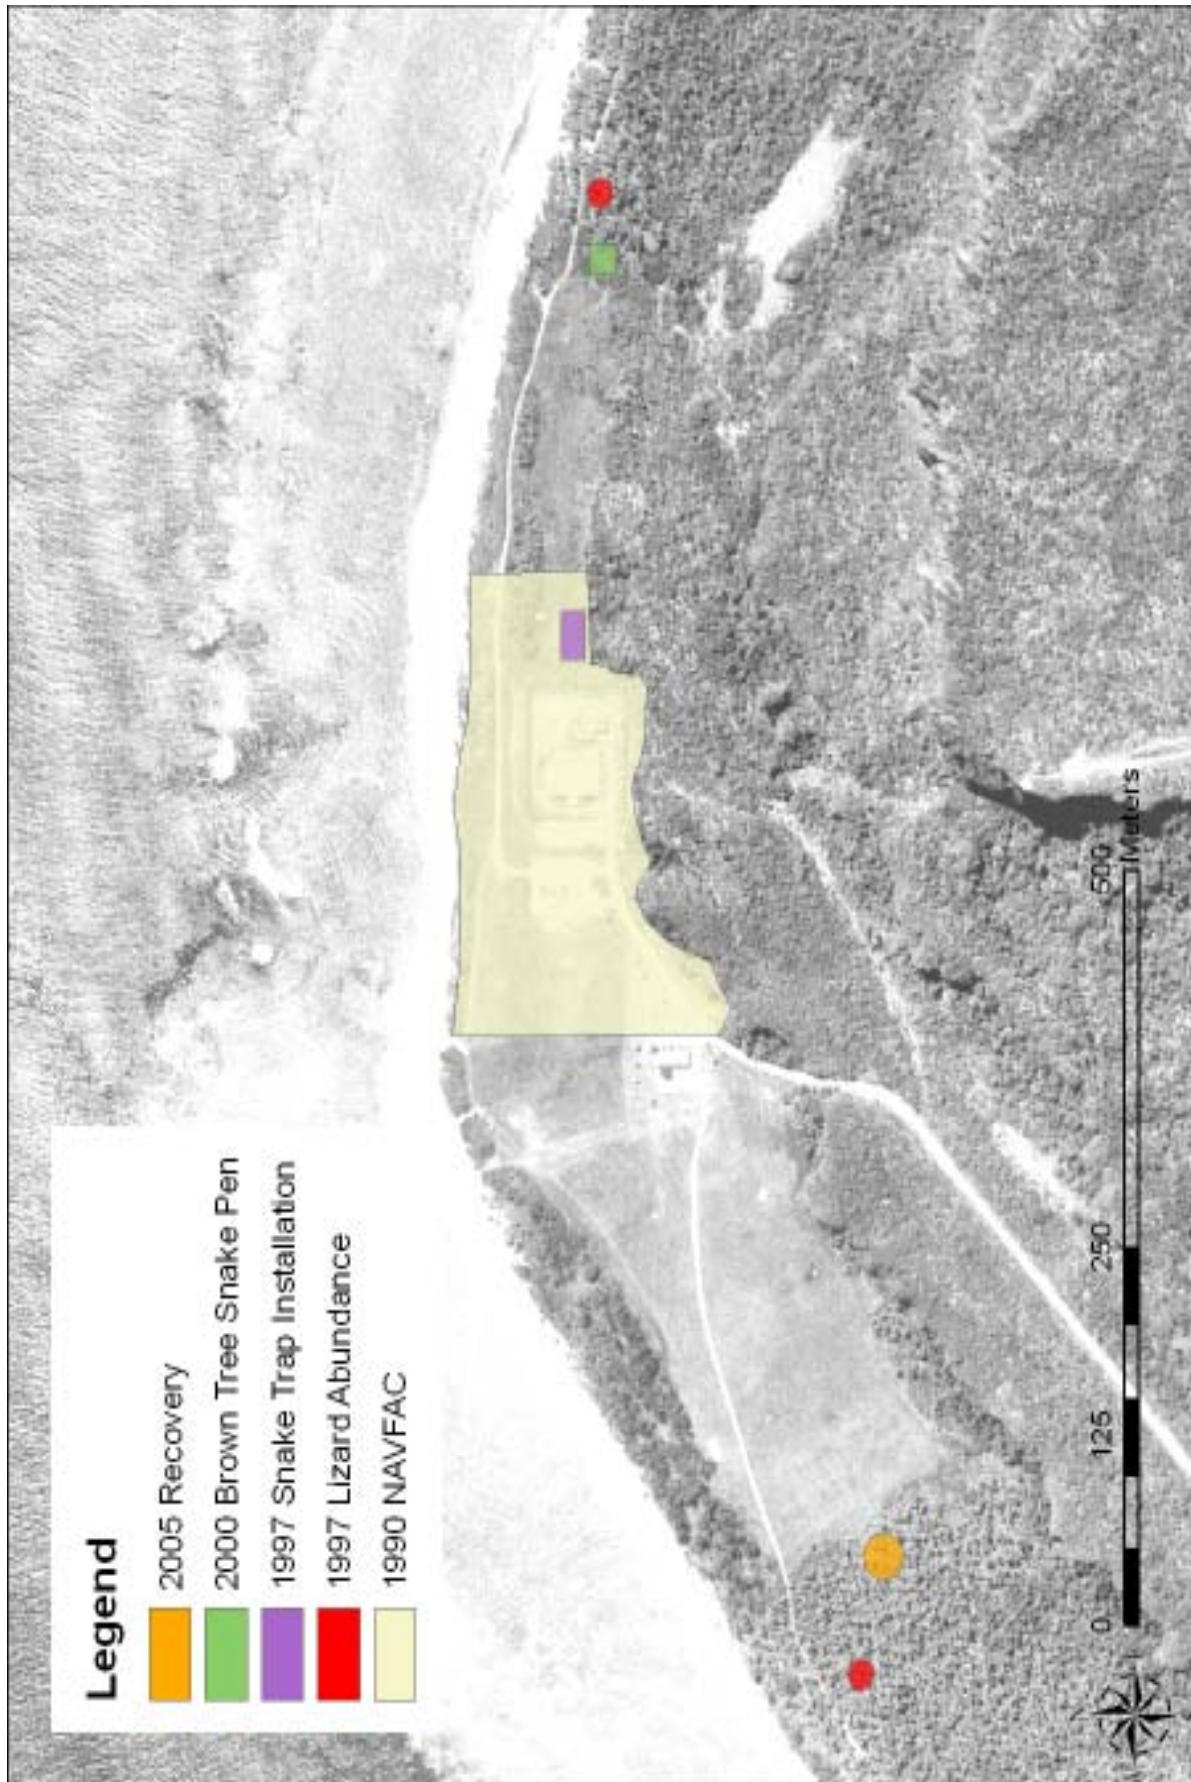 Legend
2005 Recovery
2000 Brown Tree Snake Pen
1997 Snake Trap Installation
1997 Lizard Abundance
1990 NAVFAC
0 125 250 500
Meters